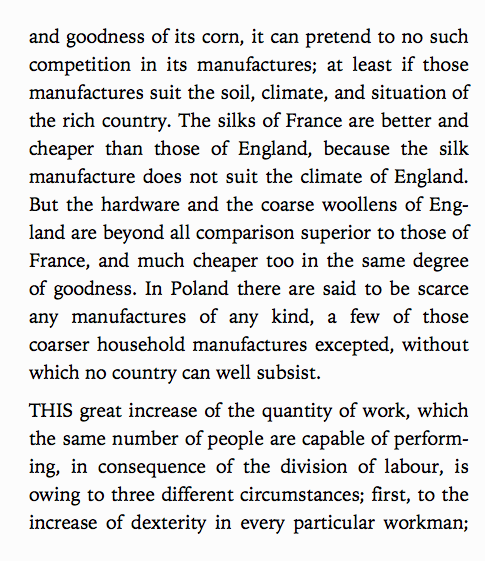 and goodness of its corn, it can pretend to no such
competition in its manufactures; at least if those
manufactures suit the soil, climate, and situation of
the rich country. The silks of France are better and
cheaper than those of England, because the silk
manufacture does not suit the climate of England.
But the hardware and the coarse woollens of Eng-
land are beyond all comparison superior to those of
France, and much cheaper too in the same degree
of goodness. In Poland there are said to be scarce
any manufactures of any kind, a few of those
coarser household manufactures excepted, without
which no country can well subsist.
THIS great increase of the quantity of work, which
the same number of people are capable of perform-
ing, in consequence of the division of labour, is
owing to three different circumstances; first, to the
increase of dexterity in every particular workman;